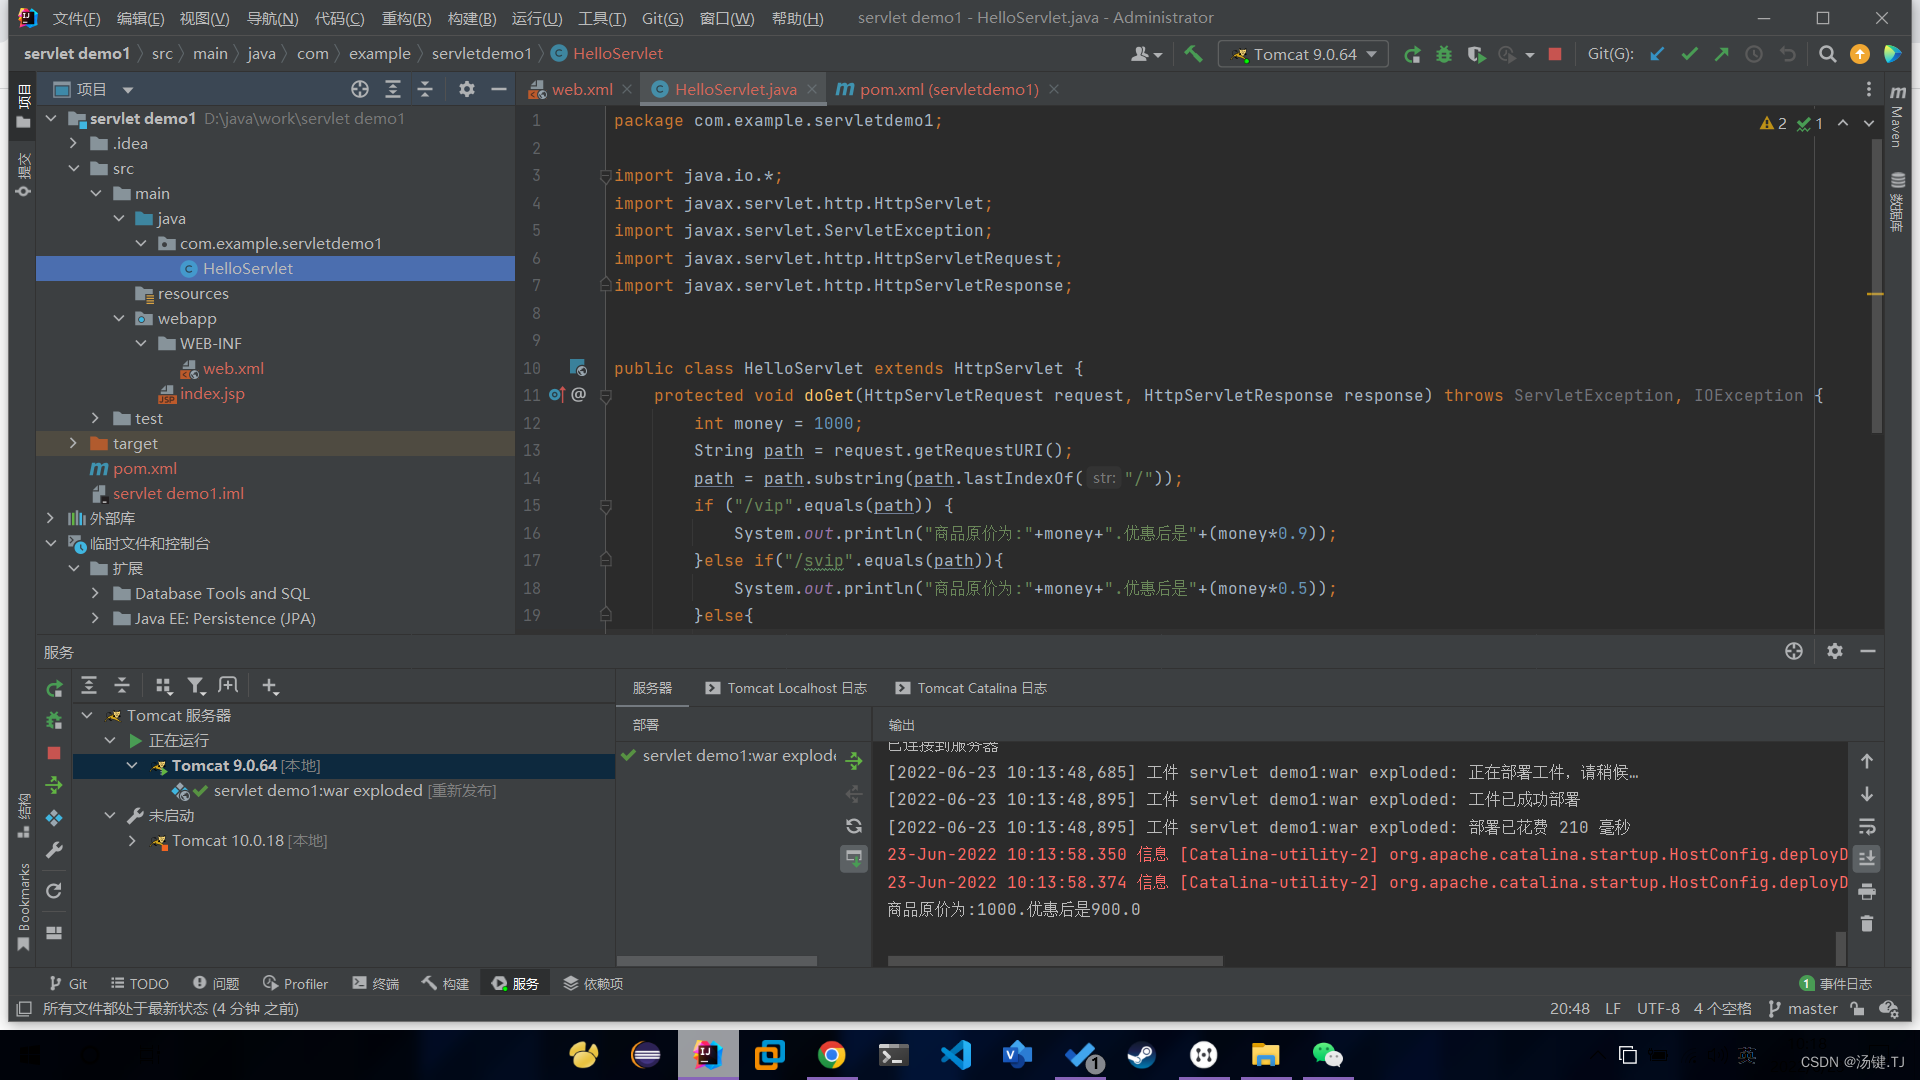 文件(F) 编辑(E) 视图(V) 导航(N) 代码(C) 重构(R) 构建(B) 运行(U) 工具(T) Git(G) 窗口(W) 帮助(H) servlet demo1 - HelloServlet.java - Administrator
servlet demo1 src main java com example servletdemo1 HelloServlet Tomcat 9.0.64 Git(G):
项目 web.xml HelloServlet.java pom.xml (servletdemo1)
项目
提交
结构
Bookmarks
Maven
数据库
servlet demo1 D:\java\work\servlet demo1
.idea
src
main
java
com.example.servletdemo1
HelloServlet
resources
webapp
WEB-INF
web.xml
index.jsp
test
target
pom.xml
servlet demo1.iml
外部库
临时文件和控制台
扩展
Database Tools and SQL
Java EE: Persistence (JPA)
2 1
1 package com.example.servletdemo1;
2
3 import java.io.*;
4 import javax.servlet.http.HttpServlet;
5 import javax.servlet.ServletException;
6 import javax.servlet.http.HttpServletRequest;
7 import javax.servlet.http.HttpServletResponse;
8
9
10 public class HelloServlet extends HttpServlet {
11 @ protected void doGet(HttpServletRequest request, HttpServletResponse response) throws ServletException, IOException {
12 int money = 1000;
13 String path = request.getRequestURI();
14 path = path.substring(path.lastIndexOf( str: "/"));
15 if ("/vip".equals(path)) {
16 System.out.println("商品原价为:"+money+".优惠后是"+(money*0.9));
17 }else if("/svip".equals(path)){
18 System.out.println("商品原价为:"+money+".优惠后是"+(money*0.5));
19 }else{
服务
Tomcat 服务器
正在运行
Tomcat 9.0.64 [本地]
servlet demo1:war exploded [重新发布]
未启动
Tomcat 10.0.18 [本地]
服务器 Tomcat Localhost 日志 Tomcat Catalina 日志
部署 输出
servlet demo1:war explode
已连接到服务器
[2022-06-23 10:13:48,685] 工件 servlet demo1:war exploded: 正在部署工件，请稍候…
[2022-06-23 10:13:48,895] 工件 servlet demo1:war exploded: 工件已成功部署
[2022-06-23 10:13:48,895] 工件 servlet demo1:war exploded: 部署已花费 210 毫秒
23-Jun-2022 10:13:58.350 信息 [Catalina-utility-2] org.apache.catalina.startup.HostConfig.deployD
23-Jun-2022 10:13:58.374 信息 [Catalina-utility-2] org.apache.catalina.startup.HostConfig.deployD
商品原价为:1000.优惠后是900.0
Git TODO 问题 Profiler 终端 构建 服务 依赖项 1 事件日志
所有文件都处于最新状态 (4 分钟 之前) 20:48 LF UTF-8 4 个空格 master
1 英
CSDN @汤键.TJ